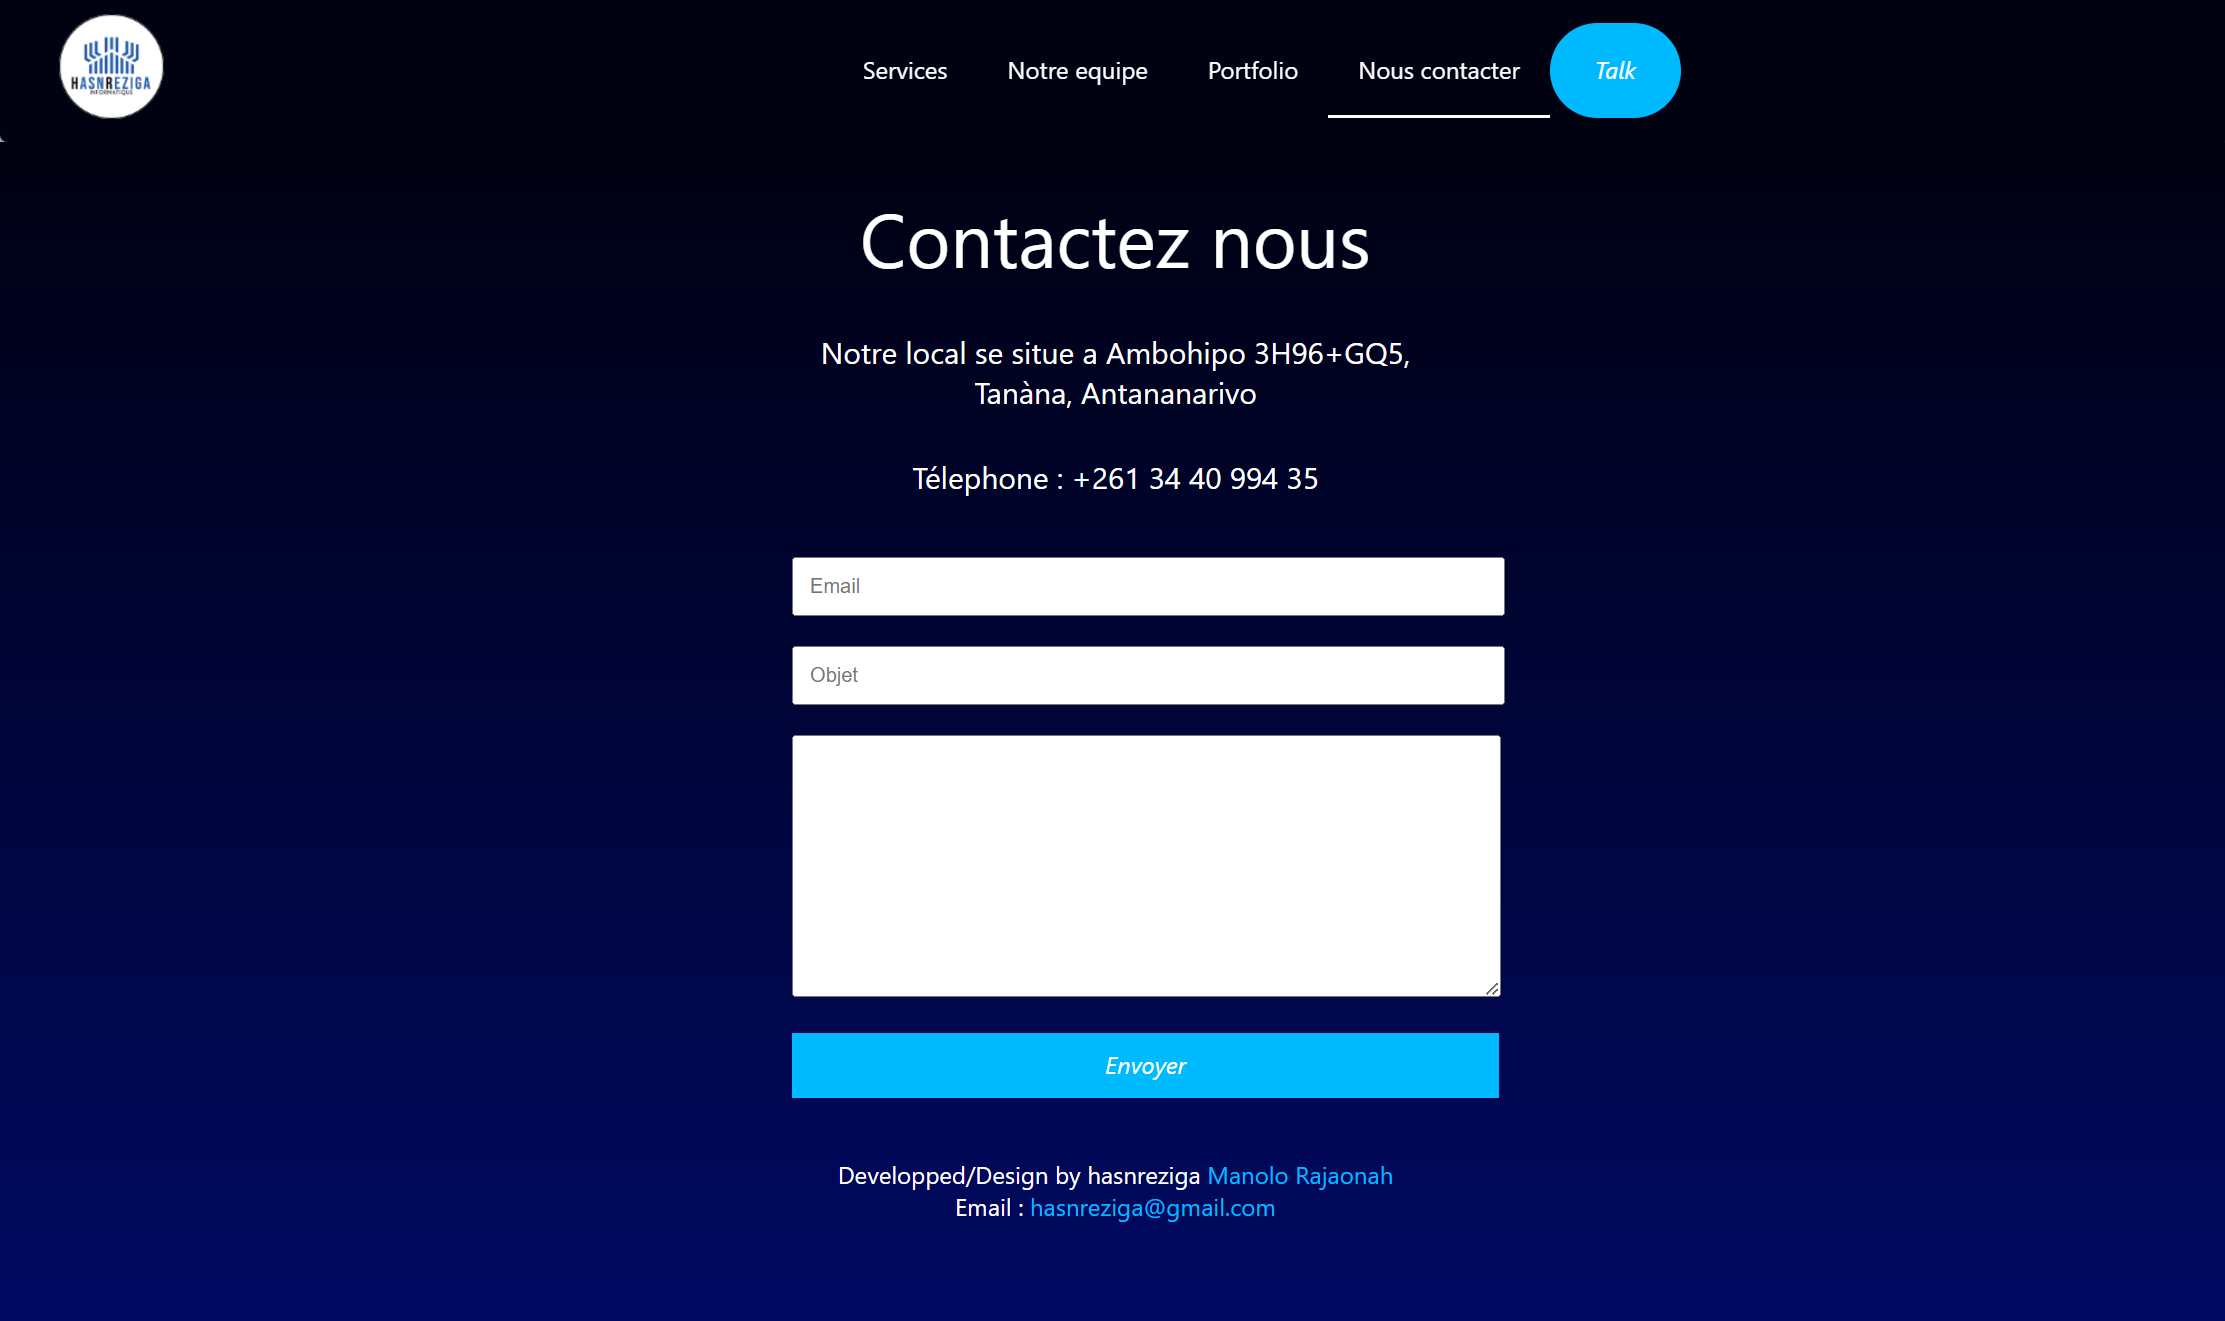 HASNREZIGA
INFORMATIQUE
Services
Notre equipe
Portfolio
Nous contacter
Talk
Contactez nous
Notre local se situe a Ambohipo 3H96+GQ5,
Tanàna, Antananarivo
Télephone : +261 34 40 994 35
Email
Objet
Envoyer
Developped/Design by hasnreziga Manolo Rajaonah
Email : hasnreziga@gmail.com